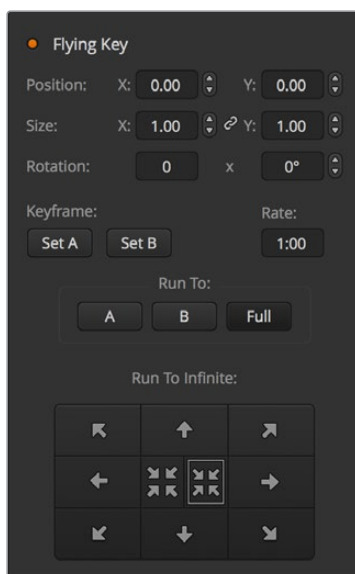 Flying Key
Position: X: 0.00 Y: 0.00
Size: X: 1.00 Y: 1.00
Rotation: 0 x 0°
Keyframe: Rate:
Set A Set B 1:00
Run To:
A B Full
Run To Infinite: